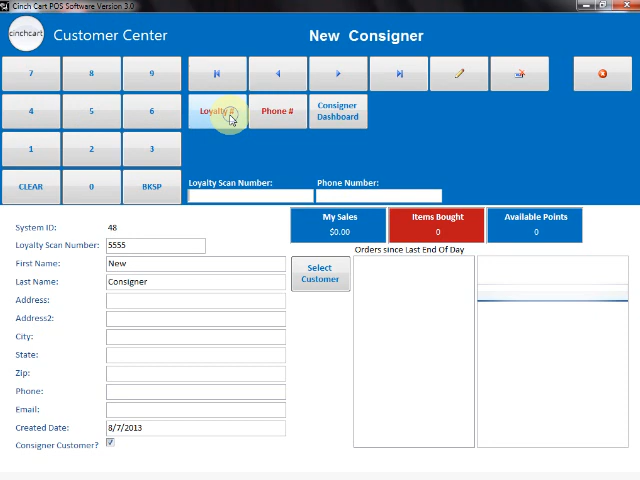 Cinch Cart POS Software Version 3.0
cinchcart
Customer Center
New Consigner
7 8 9
4 5 6
Loyalty # Phone # Consigner Dashboard
1 2 3
CLEAR 0 BKSP
Loyalty Scan Number: Phone Number:
My Sales Items Bought Available Points
$0.00 0 0
System ID: 48
Orders since Last End Of Day
Loyalty Scan Number: 5555
First Name: New
Select Customer
Last Name: Consigner
Address:
Address2:
City:
State:
Zip:
Phone:
Email:
Created Date: 8/7/2013
Consigner Customer?